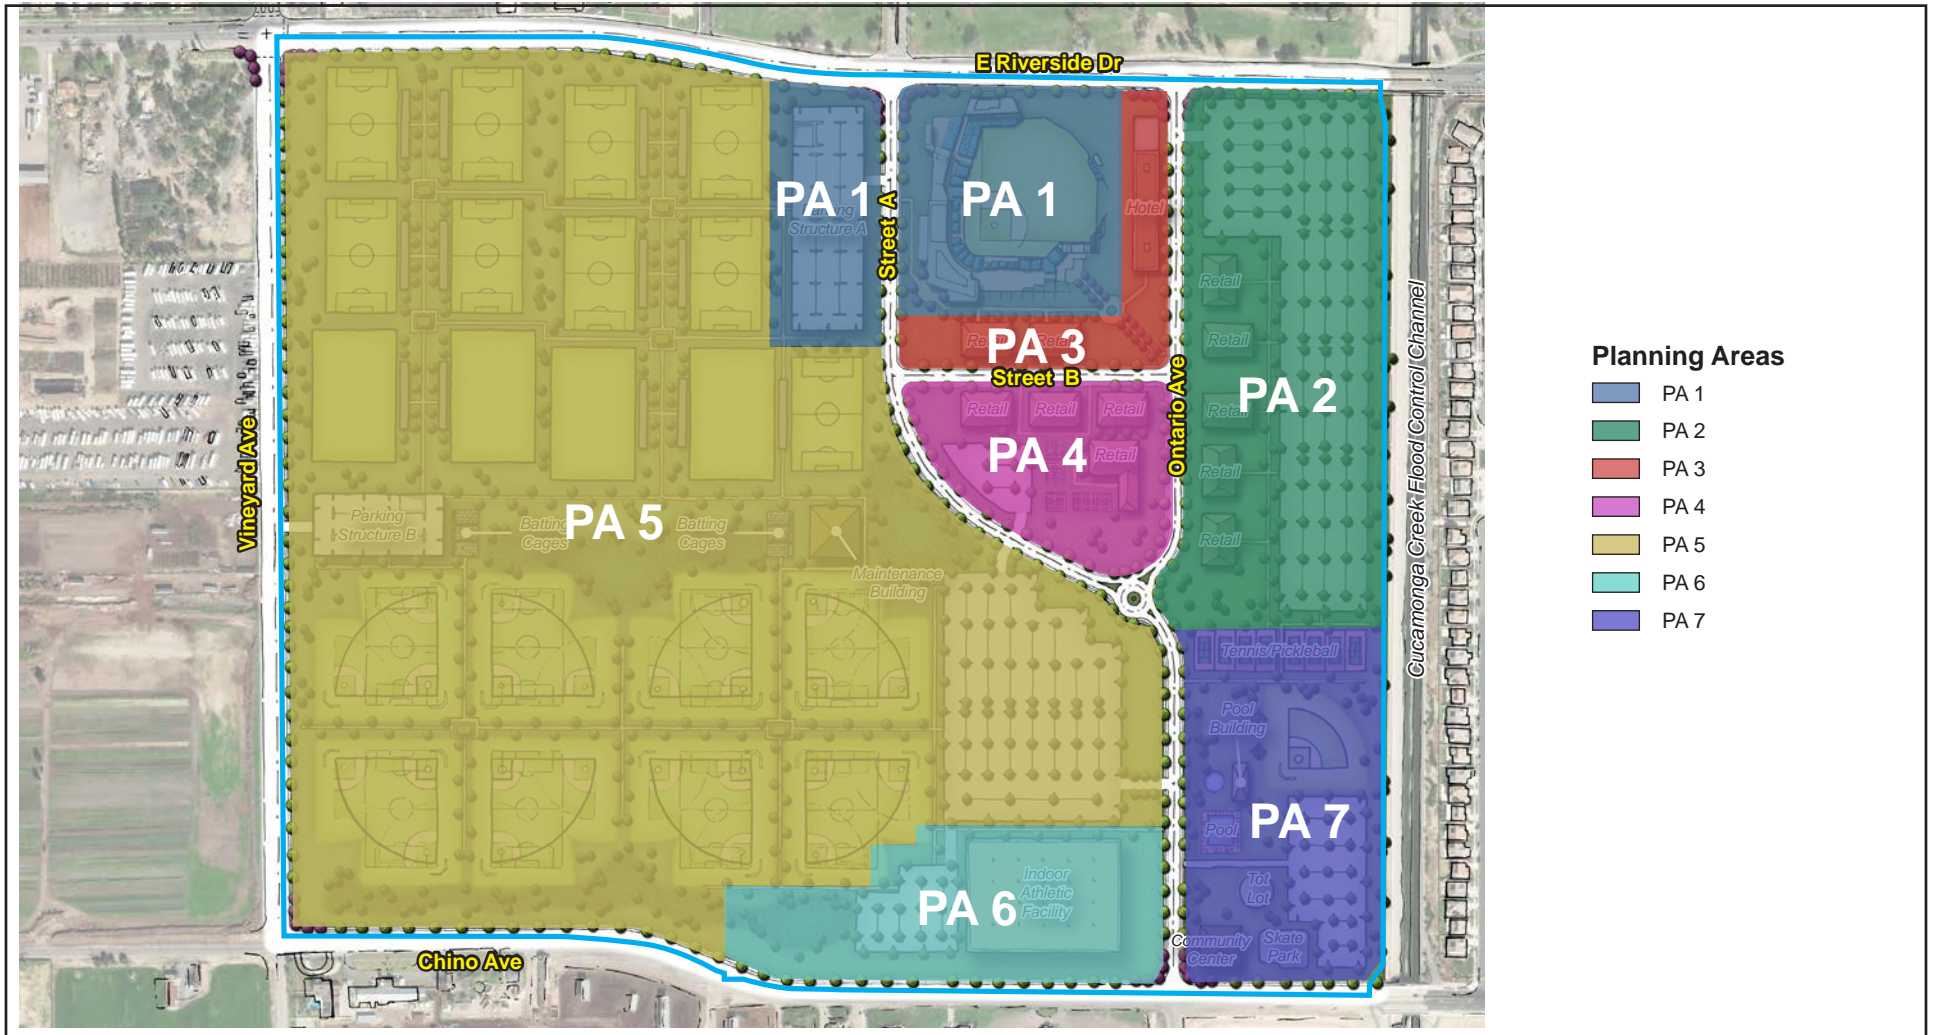 E Riverside Dr
PA 1
Parking
Structure A
Street A
PA 1
Hotel
Retail
Retail
PA 3
Street B
Retail
Retail
Retail
Retail
PA 4
Ontario Ave
Retail
Retail
Retail
Retail
Retail
PA 2
Cucamonga Creek Flood Control Channel
Vineyard Ave
Parking
Structure B
Batting
Cages
PA 5
Batting
Cages
Maintenance
Building
Tennis/Pickleball
Pool
Building
Pool
PA 7
Tot
Lot
Community
Center
Skate
Park
Indoor
Athletic
Facility
PA 6
Chino Ave
Planning Areas
PA 1
PA 2
PA 3
PA 4
PA 5
PA 6
PA 7